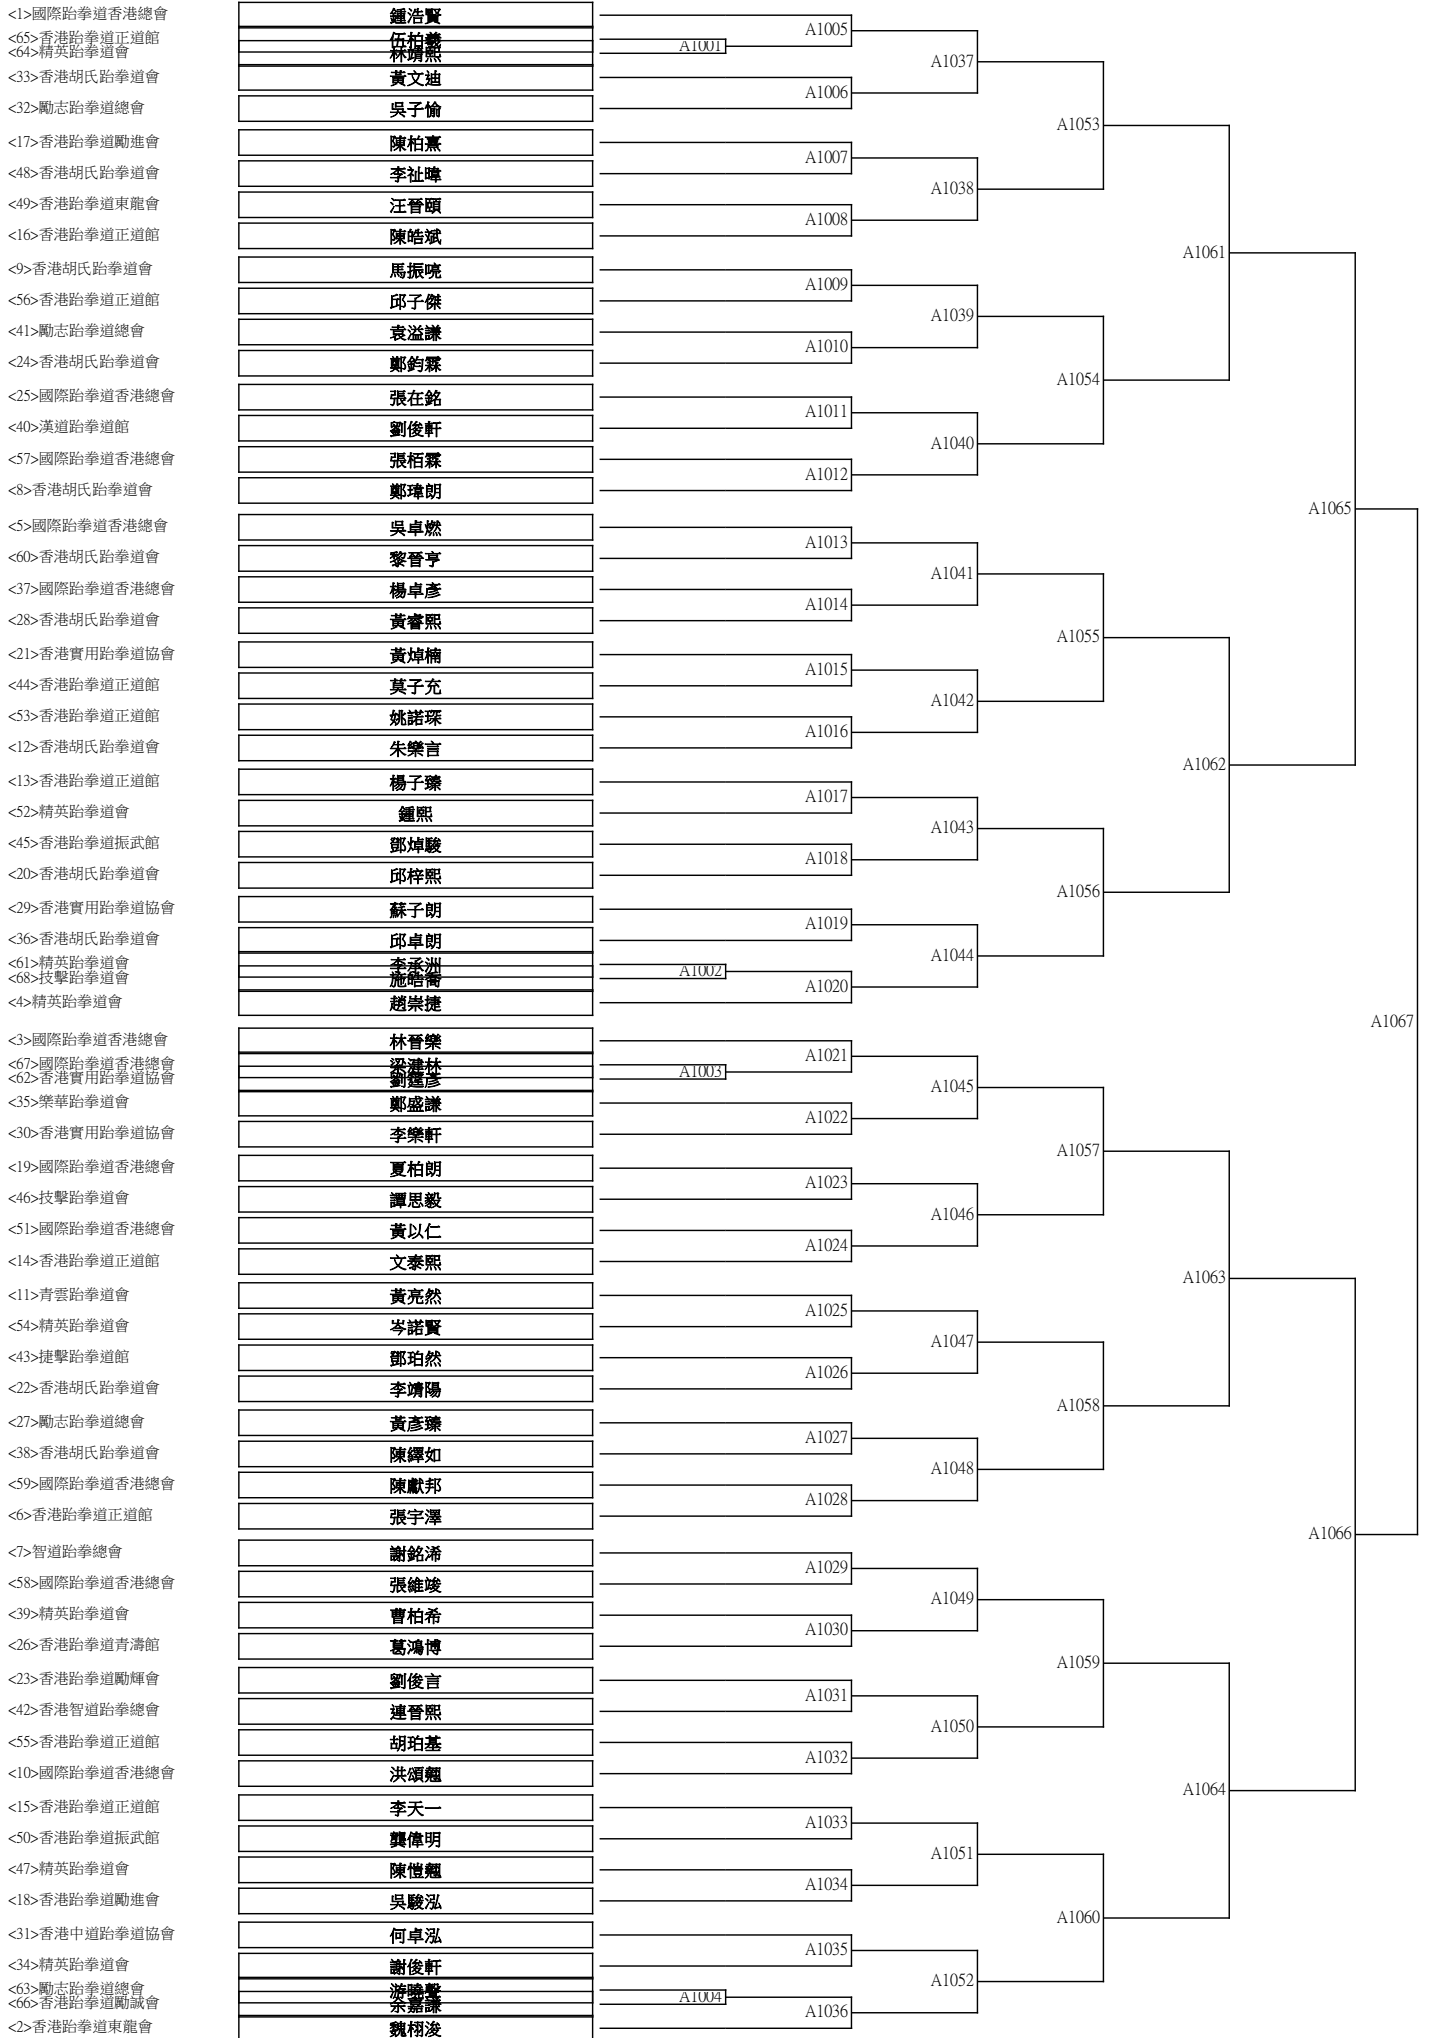 <1>國際跆拳道香港總會 鍾浩賢
A1005
<65>香港跆拳道正道館 伍柏羲
A1001
<64>精英跆拳道會 林靖熙
A1037
<33>香港胡氏跆拳道會 黃文迪
A1006
<32>勵志跆拳道總會 吳子愉
A1053
<17>香港跆拳道勵進會 陳柏熹
A1007
<48>香港胡氏跆拳道會 李祉暐
A1038
<49>香港跆拳道東龍會 汪晉頤
A1008
<16>香港跆拳道正道館 陳皓斌
A1061
<9>香港胡氏跆拳道會 馬振喨
A1009
<56>香港跆拳道正道館 邱子傑
A1039
<41>勵志跆拳道總會 袁溢謙
A1010
<24>香港胡氏跆拳道會 鄭鈞霖
A1054
<25>國際跆拳道香港總會 張在銘
A1011
<40>漢道跆拳道館 劉俊軒
A1040
<57>國際跆拳道香港總會 張栢霖
A1012
<8>香港胡氏跆拳道會 鄭瑋朗
A1065
<5>國際跆拳道香港總會 吳卓燃
A1013
<60>香港胡氏跆拳道會 黎晉亨
A1041
<37>國際跆拳道香港總會 楊卓彥
A1014
<28>香港胡氏跆拳道會 黃睿熙
A1055
<21>香港實用跆拳道協會 黃焯楠
A1015
<44>香港跆拳道正道館 莫子充
A1042
<53>香港跆拳道正道館 姚諾琛
A1016
<12>香港胡氏跆拳道會 朱樂言
A1062
<13>香港跆拳道正道館 楊子臻
A1017
<52>精英跆拳道會 鍾熙
A1043
<45>香港跆拳道振武館 鄧焯駿
A1018
<20>香港胡氏跆拳道會 邱梓熙
A1056
<29>香港實用跆拳道協會 蘇子朗
A1019
<36>香港胡氏跆拳道會 邱卓朗
A1044
<61>精英跆拳道會 李承洲
A1002
<68>技擊跆拳道會 施皓喬
A1020
<4>精英跆拳道會 趙崇捷
A1067
<3>國際跆拳道香港總會 林晉樂
A1021
<67>國際跆拳道香港總會 梁建林
A1003
<62>香港實用跆拳道協會
A1045
<35>樂華跆拳道會 鄭盛謙
A1022
<30>香港實用跆拳道協會 李樂軒
A1057
<19>國際跆拳道香港總會 夏柏朗
A1023
<46>技擊跆拳道會 譚思毅
A1046
<51>國際跆拳道香港總會 黃以仁
A1024
<14>香港跆拳道正道館 文泰熙
A1063
<11>青雲跆拳道會 黃亮然
A1025
<54>精英跆拳道會 岑諾賢
A1047
<43>捷擊跆拳道館 鄧珀然
A1026
<22>香港胡氏跆拳道會 李靖陽
A1058
<27>勵志跆拳道總會 黃彥臻
A1027
<38>香港胡氏跆拳道會 陳繹如
A1048
<59>國際跆拳道香港總會 陳獻邦
A1028
<6>香港跆拳道正道館 張宇澤
A1066
<7>智道跆拳總會 謝銘浠
A1029
<58>國際跆拳道香港總會 張維竣
A1049
<39>精英跆拳道會 曹柏希
A1030
<26>香港跆拳道青濤館 葛鴻博
A1059
<23>香港跆拳道勵輝會 劉俊言
A1031
<42>香港智道跆拳總會 連晉熙
A1050
<55>香港跆拳道正道館 胡珀基
A1032
<10>國際跆拳道香港總會 洪頌翹
A1064
<15>香港跆拳道正道館 李天一
A1033
<50>香港跆拳道振武館 龔偉明
A1051
<47>精英跆拳道會 陳愷翹
A1034
<18>香港跆拳道勵進會 吳駿泓
A1060
<31>香港中道跆拳道協會 何卓泓
A1035
<34>精英跆拳道會 謝俊軒
A1052
<63>勵志跆拳道總會
A1004
<66>香港跆拳道勵誠會 余嘉謙
A1036
<2>香港跆拳道東龍會 魏栩浚